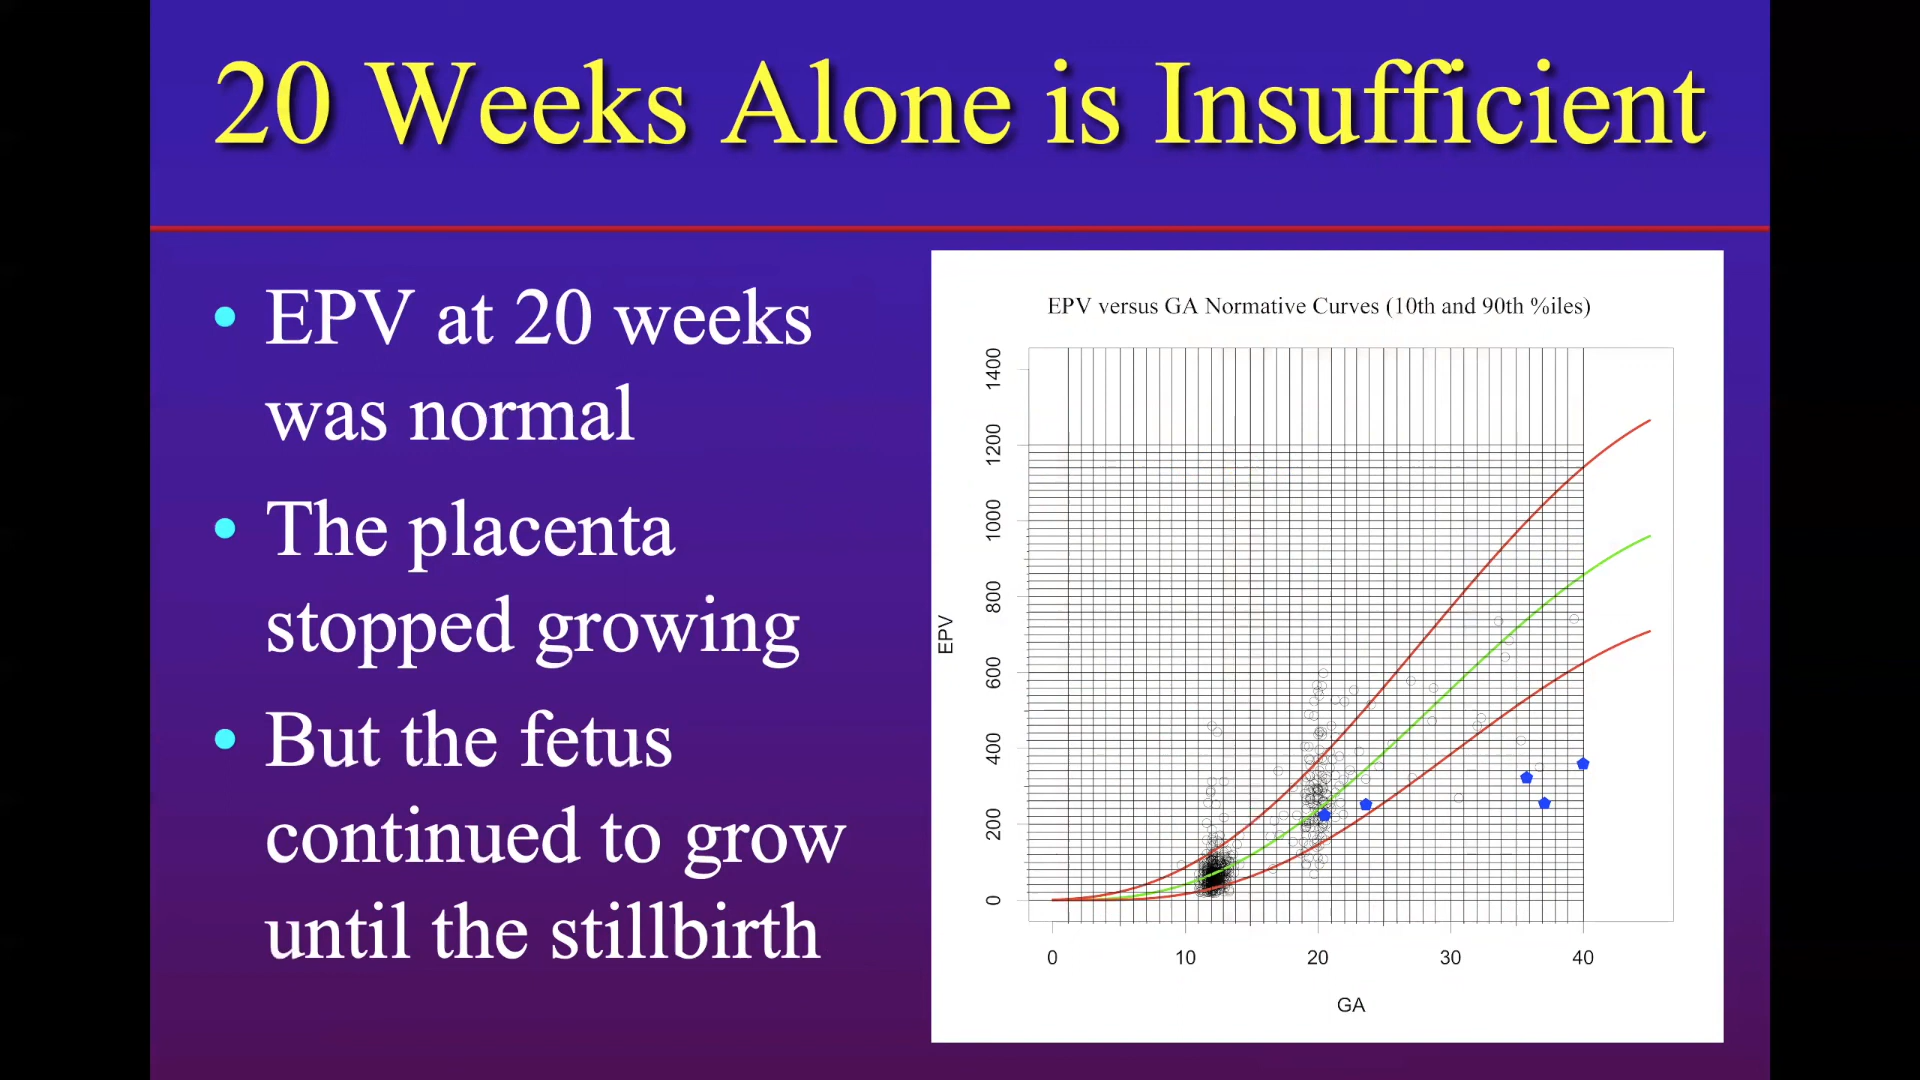 20 Weeks Alone is Insufficient
• EPV at 20 weeks
was normal
• The placenta
stopped growing
• But the fetus
continued to grow
until the stillbirth
EPV versus GA Normative Curves (10th and 90th %iles)
1400
1200
1000
800
600
400
200
0
EPV
0 10 20 30 40
GA